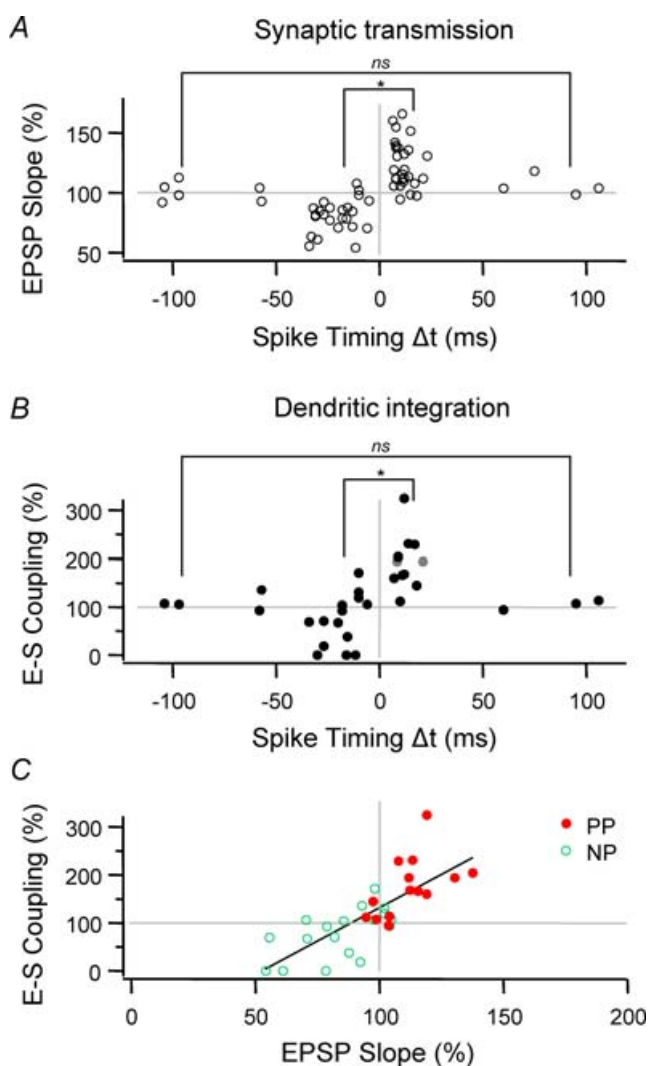 A
Synaptic transmission
ns
*
EPSP Slope (%)
150
100
50
-100 -50 0 50 100
Spike Timing Δt (ms)
B
Dendritic integration
ns
*
E-S Coupling (%)
300
200
100
0
-100 -50 0 50 100
Spike Timing Δt (ms)
C
E-S Coupling (%)
300
200
100
0
PP
NP
0 50 100 150 200
EPSP Slope (%)